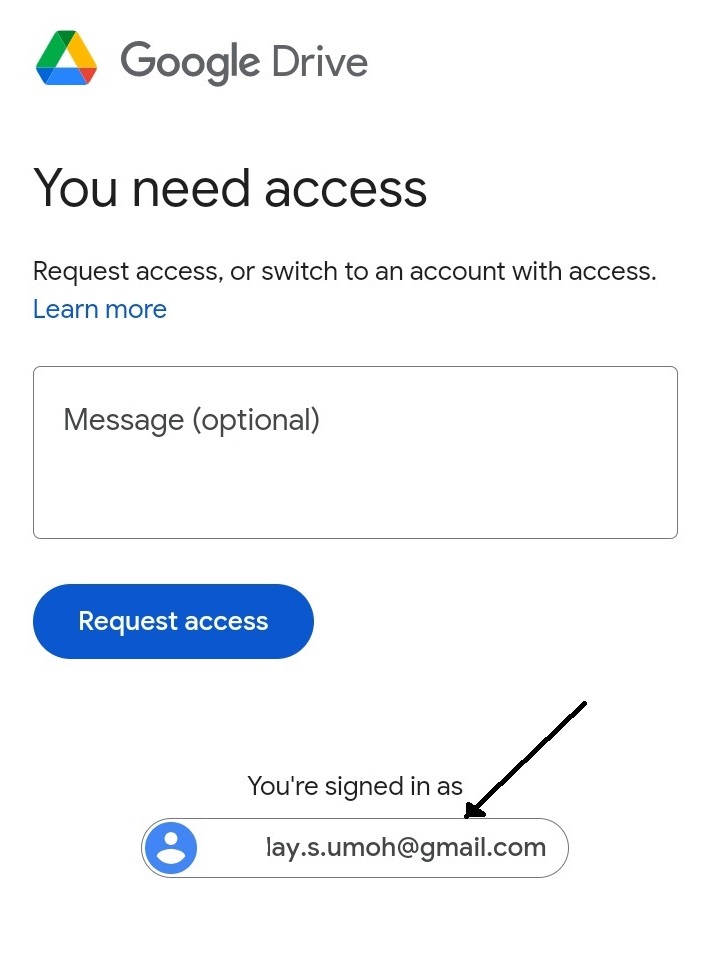 Google Drive
You need access
Request access, or switch to an account with access.
Learn more
Message (optional)
Request access
You're signed in as
lay.s.umoh@gmail.com